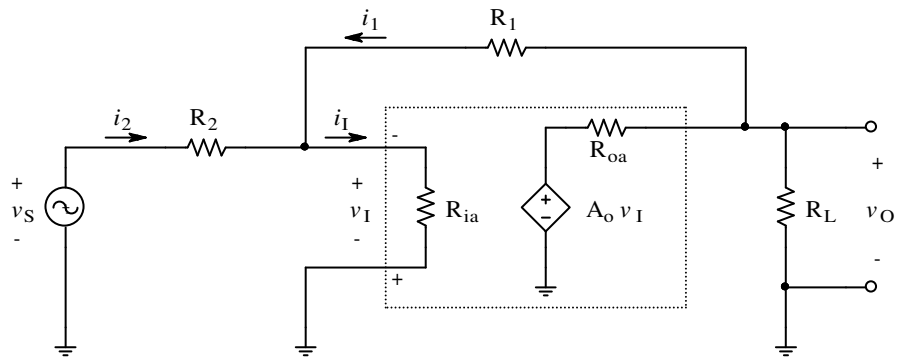 i1
R1
i2
R2
iI
-
Roa
+
vS
-
+
vI
-
Ria
+
-
Ao vI
RL
+
vO
-
+